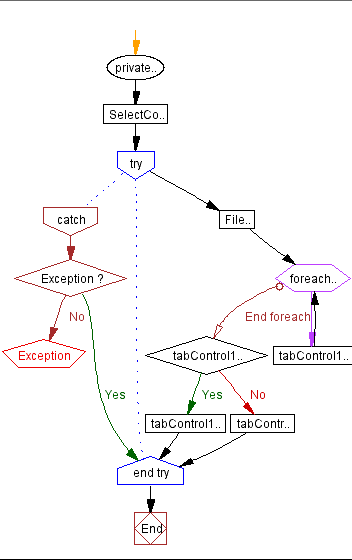 private..
SelectCo..
try
catch
File..
Exception ?
foreach..
No
End foreach
Exception
tabControl1..
tabControl1..
Yes
Yes
No
tabControl1..
tabContr..
end try
End